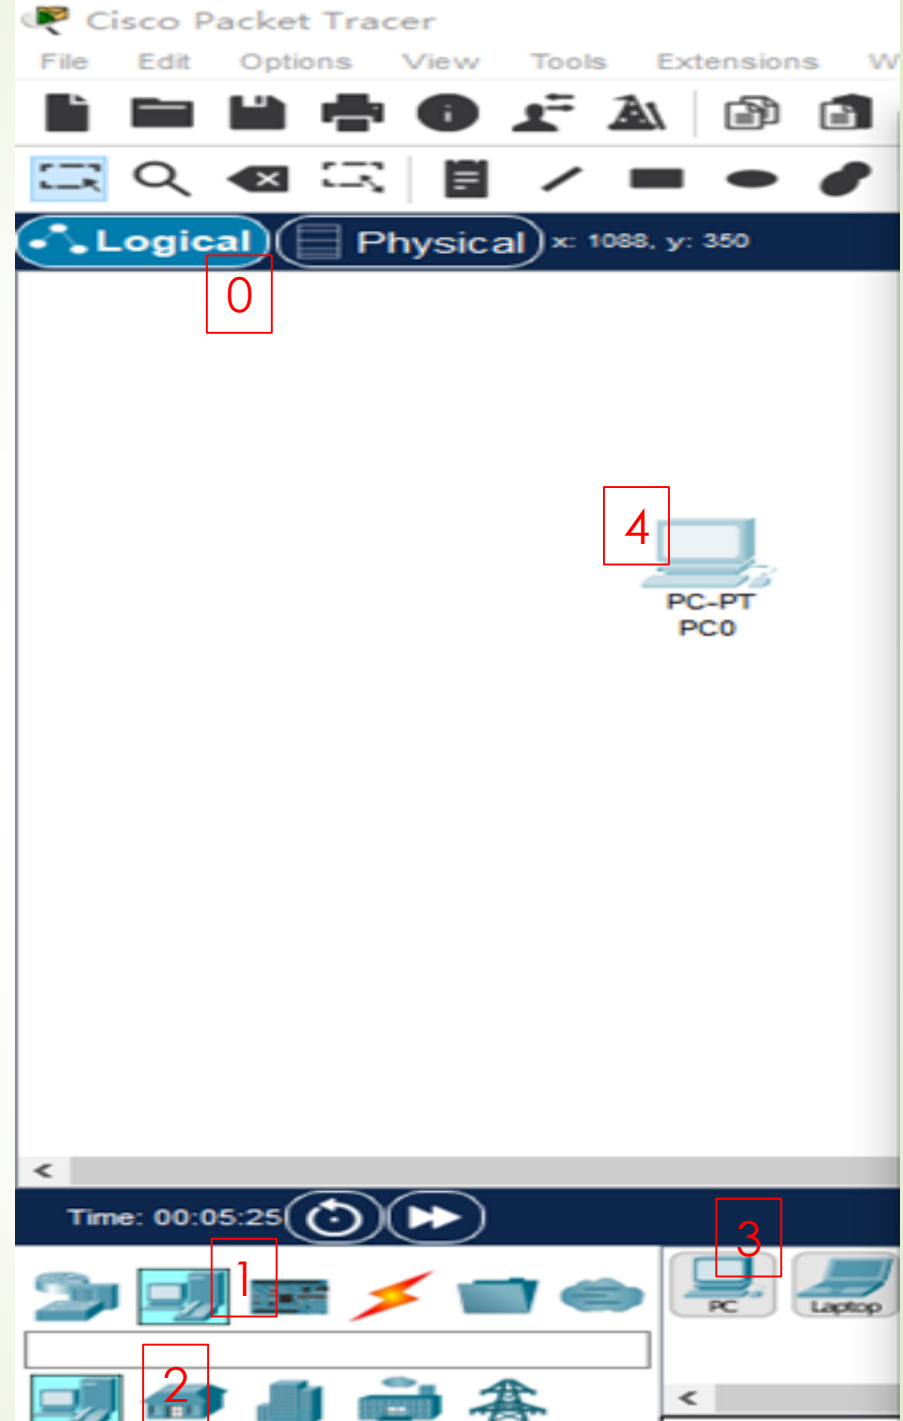 Cisco Packet Tracer
File Edit Options View Tools Extensions W
Logical Physical x: 1088, y: 350
0
4
PC-PT
PC0
Time: 00:05:25
3
1
PC Laptop
2